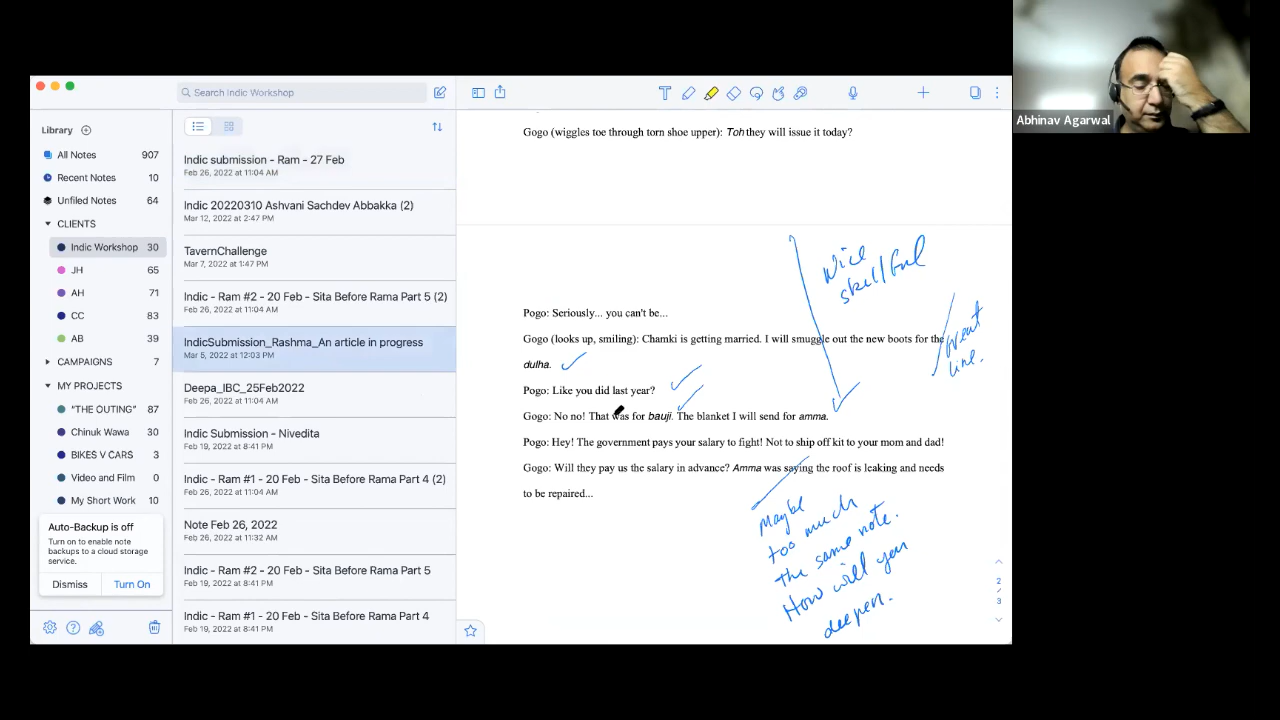 Abhinav Agarwal
Search Indic Workshop
Library
All Notes 907
Recent Notes 10
Unfiled Notes 64
CLIENTS
Indic Workshop 30
JH 65
AH 71
CC 83
AB 39
CAMPAIGNS
MY PROJECTS
"THE OUTING" 87
Chinuk Wawa 30
BIKES V CARS 3
Video and Film 0
My Short Work 10
Auto-Backup is off
Turn on to enable note
backups to a cloud storage
service.
Dismiss Turn On
Indic submission - Ram - 27 Feb
Feb 26, 2022 at 11:04 AM
Indic 20220310 Ashvani Sachdev Abbakka (2)
Mar 12, 2022 at 2:47 PM
TavernChallenge
Mar 7, 2022 at 1:47 PM
Indic - Ram #2 - 20 Feb - Sita Before Rama Part 5 (2)
Feb 26, 2022 at 11:04 AM
IndicSubmission_Rashma_An article in progress
Mar 5, 2022 at 12:03 PM
Deepa_IBC_25Feb2022
Feb 26, 2022 at 11:04 AM
Indic Submission - Nivedita
Feb 19, 2022 at 8:41 PM
Indic - Ram #1 - 20 Feb - Sita Before Rama Part 4 (2)
Feb 26, 2022 at 11:04 AM
Note Feb 26, 2022
Feb 26, 2022 at 11:32 AM
Indic - Ram #2 - 20 Feb - Sita Before Rama Part 5
Feb 19, 2022 at 8:41 PM
Indic - Ram #1 - 20 Feb - Sita Before Rama Part 4
Feb 19, 2022 at 8:41 PM
Gogo (wiggles toe through torn shoe upper): Toh they will issue it today?
Nice
skillful
Pogo: Seriously... you can't be...
Gogo (looks up, smiling): Chamki is getting married. I will smuggle out the new boots for the
dulha.
Great
line.
Pogo: Like you did last year?
Gogo: No no! That was for bauji. The blanket I will send for amma.
Pogo: Hey! The government pays your salary to fight! Not to ship off kit to your mom and dad!
Gogo: Will they pay us the salary in advance? Amma was saying the roof is leaking and needs
to be repaired...
Maybe
too much
the same note.
How will you
deepen.
2
/
3